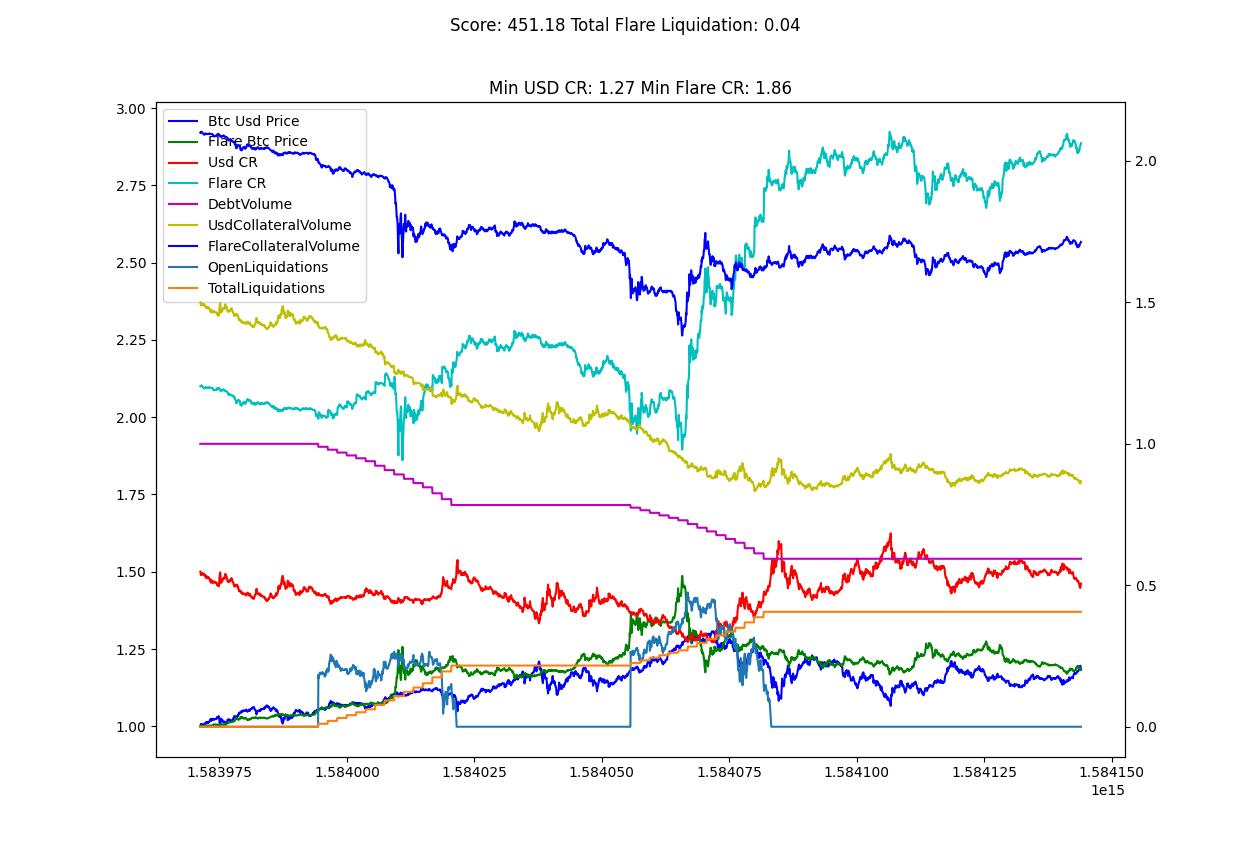 Score: 451.18 Total Flare Liquidation: 0.04
Min USD CR: 1.27 Min Flare CR: 1.86
3.00
2.75
2.50
2.25
2.00
1.75
1.50
1.25
1.00
Btc Usd Price
Flare Btc Price
Usd CR
Flare CR
DebtVolume
UsdCollateralVolume
FlareCollateralVolume
OpenLiquidations
TotalLiquidations
2.0
1.5
1.0
0.5
0.0
1.583975 1.584000 1.584025 1.584050 1.584075 1.584100 1.584125 1.584150
1e15